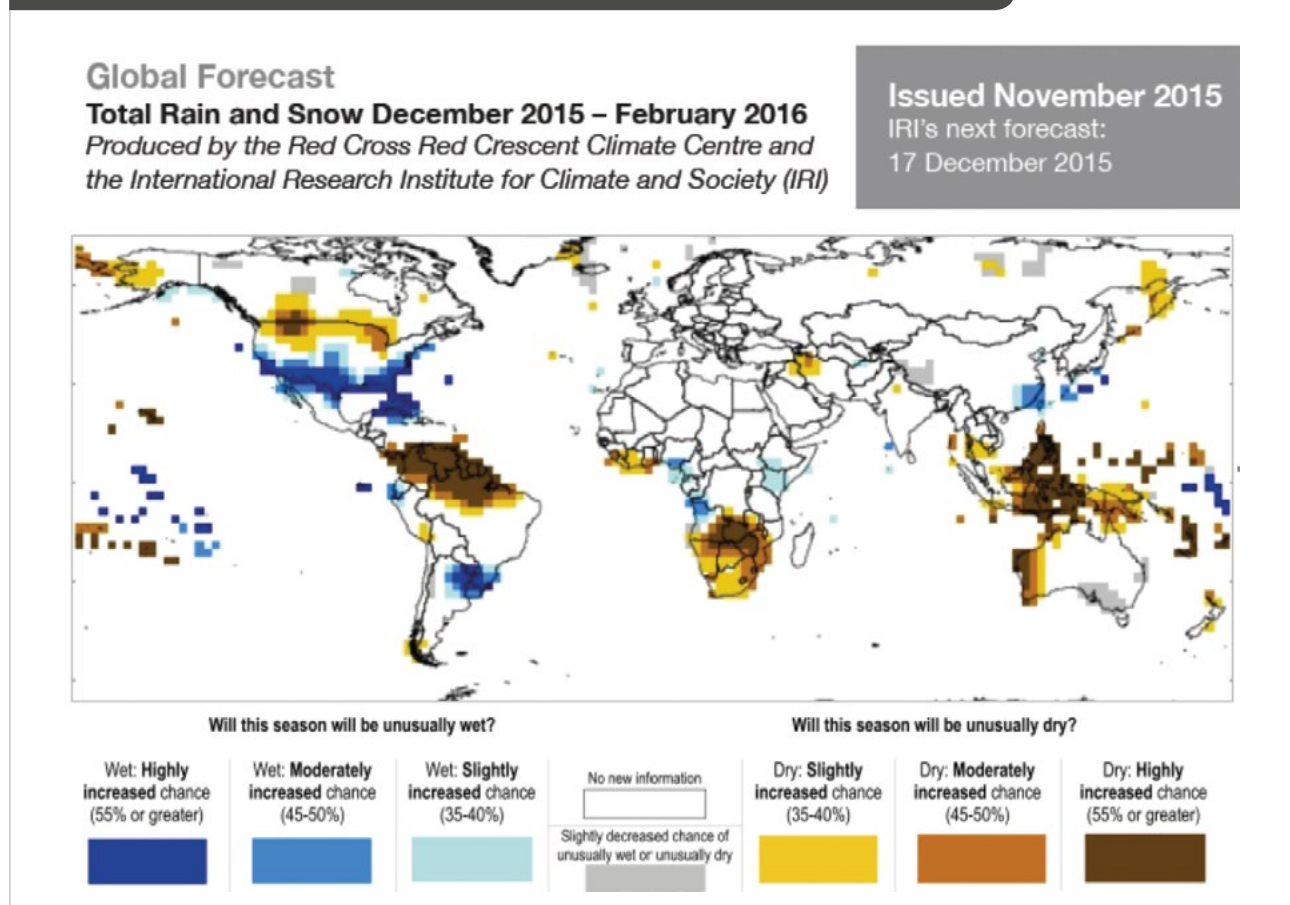 Global Forecast
Total Rain and Snow December 2015 – February 2016
Produced by the Red Cross Red Crescent Climate Centre and
the International Research Institute for Climate and Society (IRI)
Issued November 2015
IRI's next forecast:
17 December 2015
Will this season will be unusually wet?
Will this season will be unusually dry?
Wet: Highly
increased chance
(55% or greater)
Wet: Moderately
increased chance
(45-50%)
Wet: Slightly
increased chance
(35-40%)
No new information
Slightly decreased chance of
unusually wet or unusually dry
Dry: Slightly
increased chance
(35-40%)
Dry: Moderately
increased chance
(45-50%)
Dry: Highly
increased chance
(55% or greater)